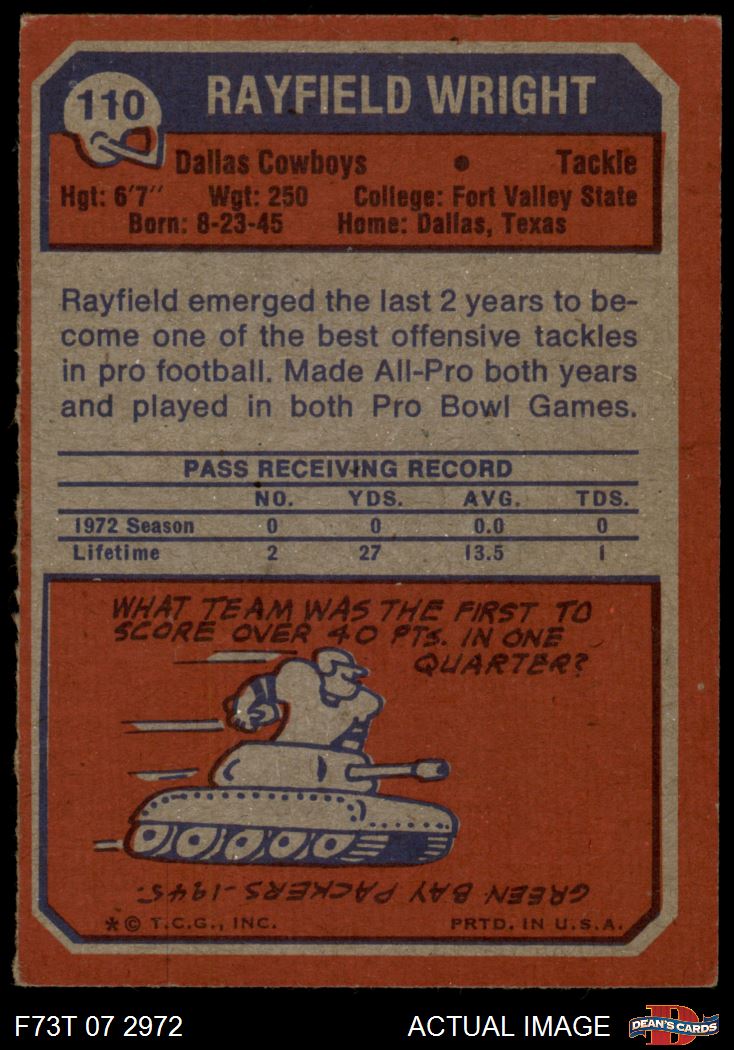 110
RAYFIELD WRIGHT
Dallas Cowboys • Tackle
Hgt: 6'7" Wgt: 250 College: Fort Valley State
Born: 8-23-45 Home: Dallas, Texas
Rayfield emerged the last 2 years to be-
come one of the best offensive tackles
in pro football. Made All-Pro both years
and played in both Pro Bowl Games.
PASS RECEIVING RECORD
NO. YDS. AVG. TDS.
1972 Season 0 0 0.0 0
Lifetime 2 27 13.5 1
WHAT TEAM WAS THE FIRST TO
SCORE OVER 40 PTS. IN ONE
QUARTER?
GREEN BAY PACKERS-1945.
*© T.C.G., INC. PRTD. IN U.S.A.
F73T 07 2972 ACTUAL IMAGE D DEAN'S CARDS